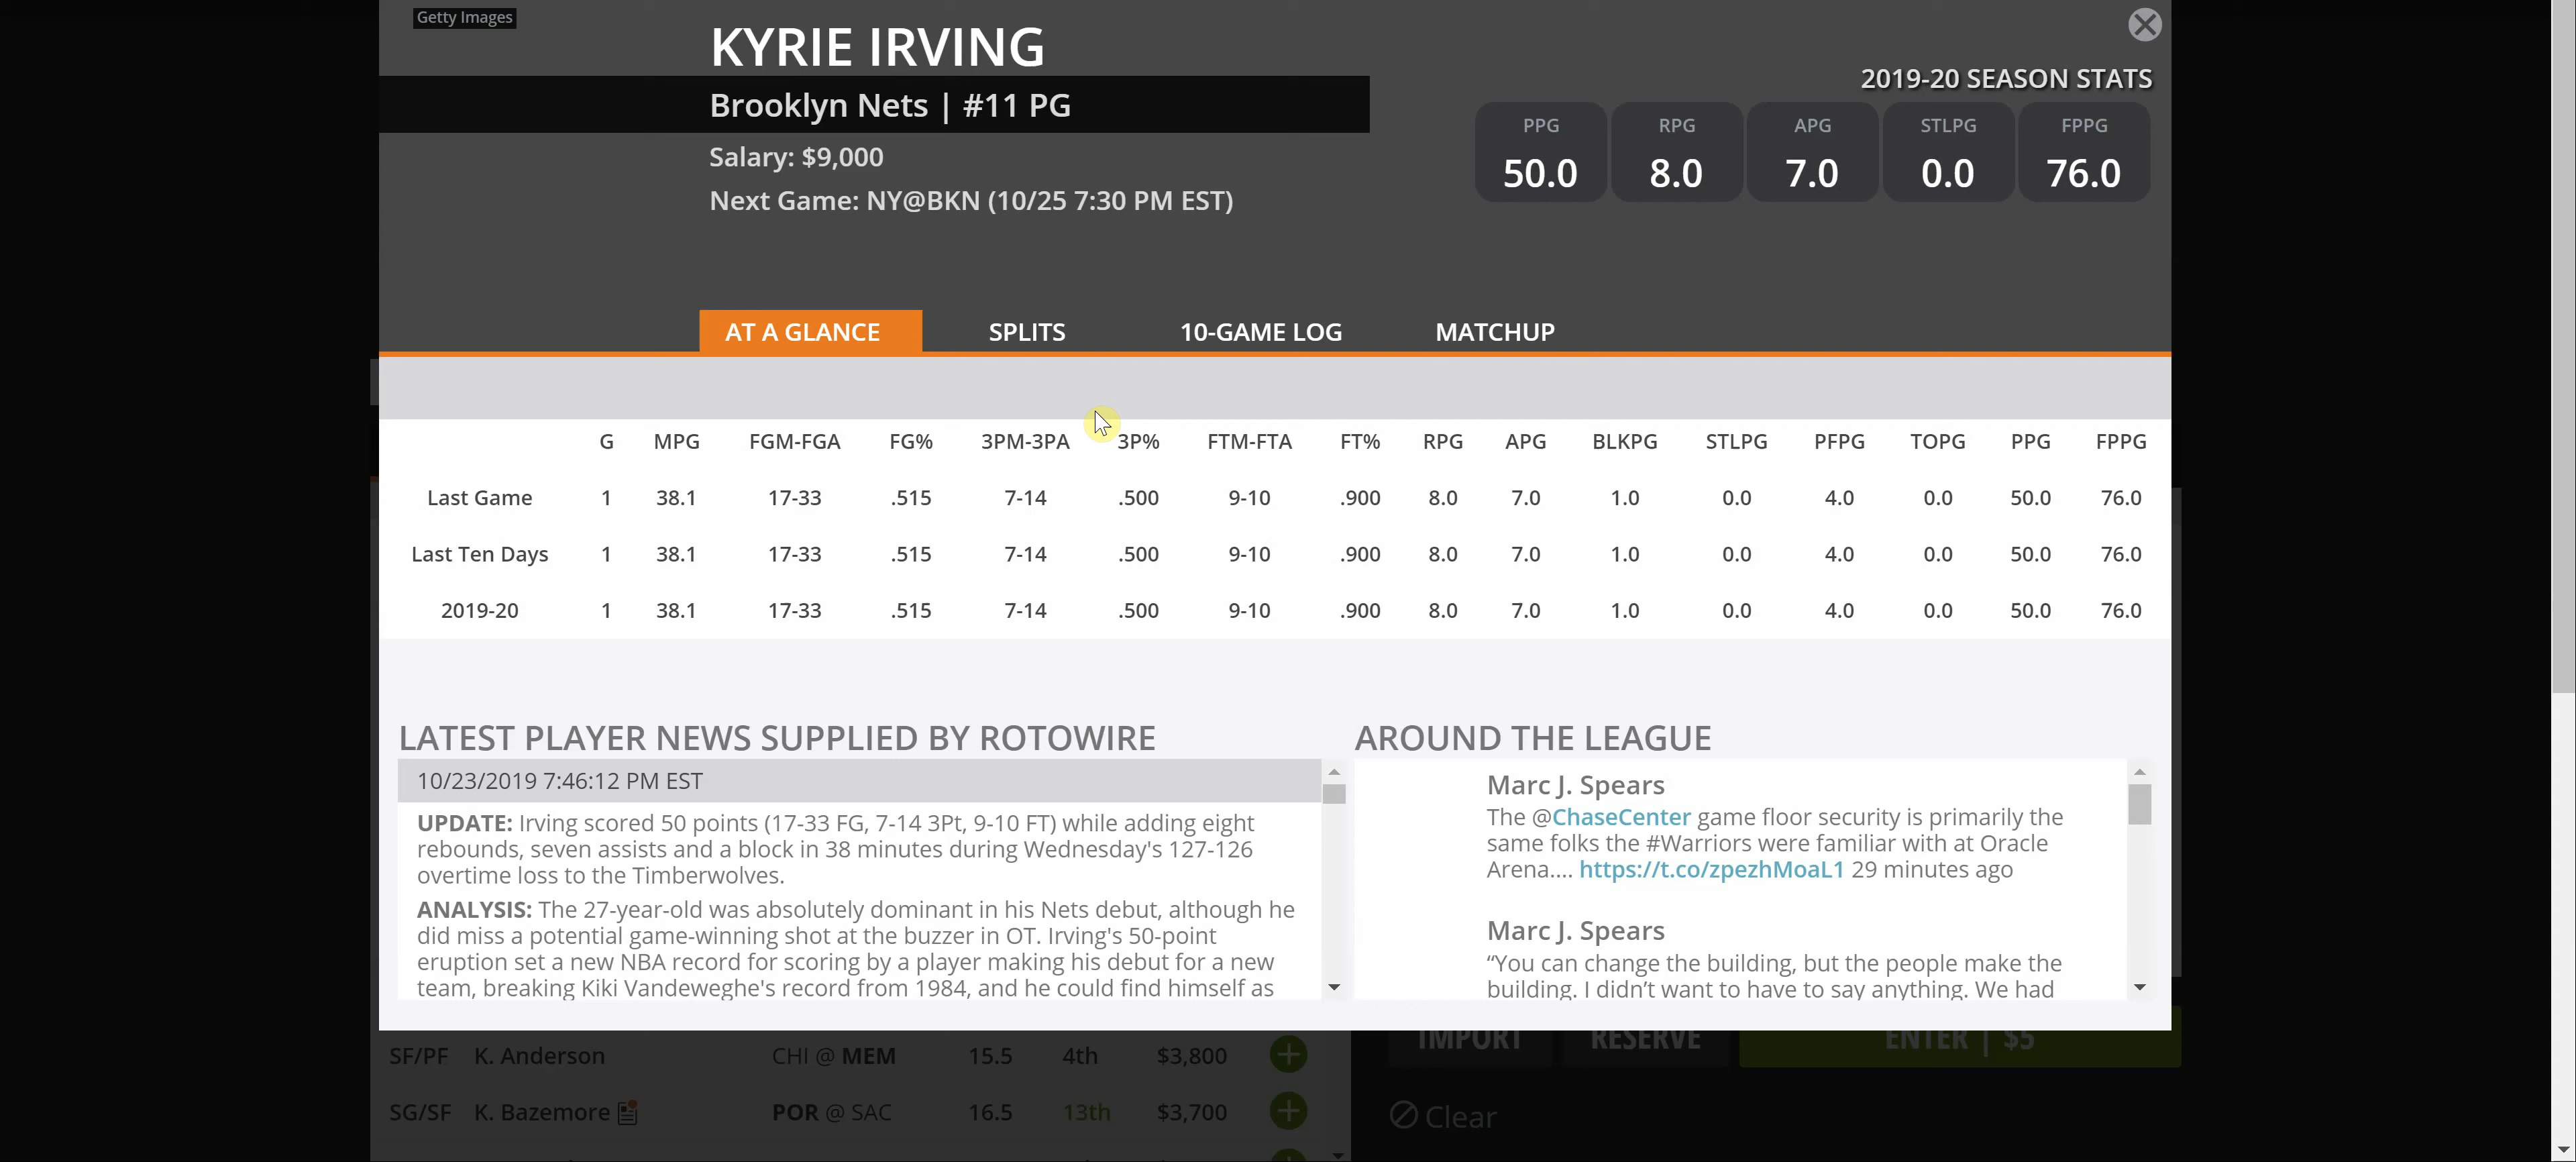 Getty Images
KYRIE IRVING
Brooklyn Nets | #11 PG
Salary: $9,000
Next Game: NY@BKN (10/25 7:30 PM EST)
2019-20 SEASON STATS
PPG RPG APG STLPG FPPG
50.0 8.0 7.0 0.0 76.0
AT A GLANCE SPLITS 10-GAME LOG MATCHUP
G MPG FGM-FGA FG% 3PM-3PA 3P% FTM-FTA FT% RPG APG BLKPG STLPG PFPG TOPG PPG FPPG
Last Game 1 38.1 17-33 .515 7-14 .500 9-10 .900 8.0 7.0 1.0 0.0 4.0 0.0 50.0 76.0
Last Ten Days 1 38.1 17-33 .515 7-14 .500 9-10 .900 8.0 7.0 1.0 0.0 4.0 0.0 50.0 76.0
2019-20 1 38.1 17-33 .515 7-14 .500 9-10 .900 8.0 7.0 1.0 0.0 4.0 0.0 50.0 76.0
LATEST PLAYER NEWS SUPPLIED BY ROTOWIRE
10/23/2019 7:46:12 PM EST
UPDATE: Irving scored 50 points (17-33 FG, 7-14 3Pt, 9-10 FT) while adding eight
rebounds, seven assists and a block in 38 minutes during Wednesday's 127-126
overtime loss to the Timberwolves.
ANALYSIS: The 27-year-old was absolutely dominant in his Nets debut, although he
did miss a potential game-winning shot at the buzzer in OT. Irving's 50-point
eruption set a new NBA record for scoring by a player making his debut for a new
team, breaking Kiki Vandeweghe's record from 1984, and he could find himself as
AROUND THE LEAGUE
Marc J. Spears
The @ChaseCenter game floor security is primarily the
same folks the #Warriors were familiar with at Oracle
Arena.... https://t.co/zpezhMoaL1 29 minutes ago
Marc J. Spears
“You can change the building, but the people make the
building. I didn’t want to have to say anything. We had
SF/PF K. Anderson CHI @ MEM 15.5 4th $3,800
SG/SF K. Bazemore POR @ SAC 16.5 13th $3,700
IMPORT RESERVE ENTER | $5
Clear